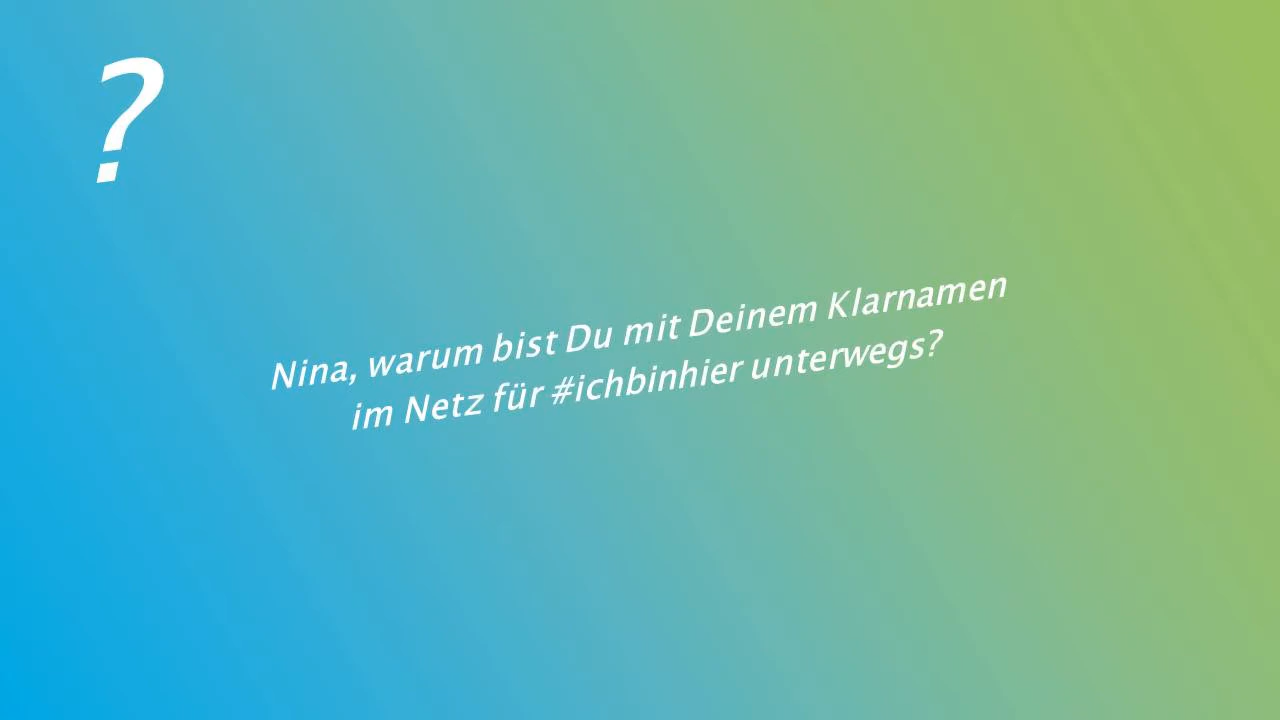 ?
Nina, warum bist Du mit Deinem Klarnamen
im Netz für #ichbinhier unterwegs?